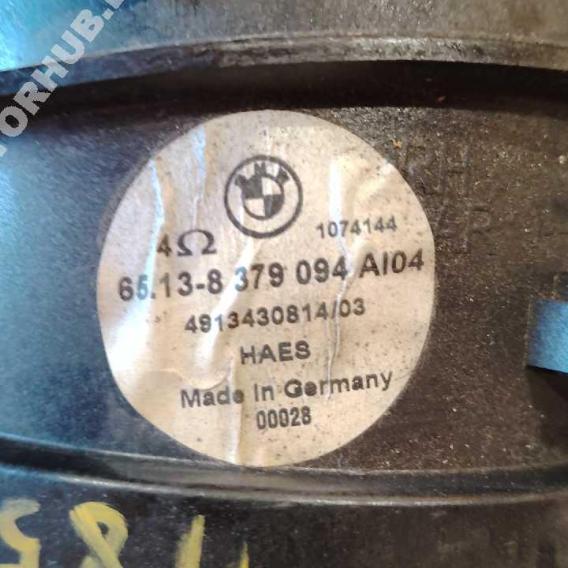 BMW
4Ω
1074144
65.13-8 379 094 AI04
4913430814/03
HAES
Made In Germany
00028